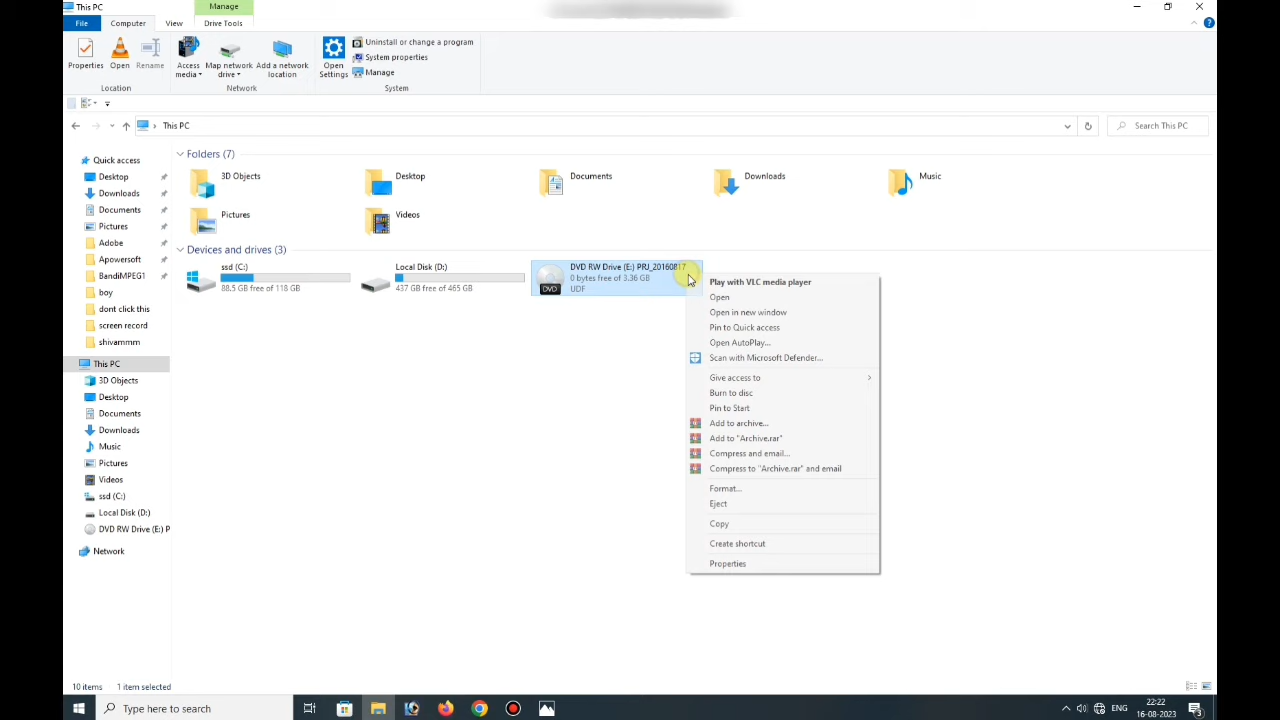 This PC
Manage
File
Computer
View
Drive Tools
Properties
Open
Rename
Access media
Map network drive
Add a network location
Open Settings
Uninstall or change a program
System properties
Manage
Location
Network
System
This PC
Search This PC
Quick access
Desktop
Downloads
Documents
Pictures
Adobe
Apowersoft
BandiMPEG1
boy
dont click this
screen record
shivammm
This PC
3D Objects
Desktop
Documents
Downloads
Music
Pictures
Videos
ssd (C:)
Local Disk (D:)
DVD RW Drive (E:) P
Network
Folders (7)
3D Objects
Desktop
Documents
Downloads
Music
Pictures
Videos
Devices and drives (3)
ssd (C:)
88.5 GB free of 118 GB
Local Disk (D:)
437 GB free of 465 GB
DVD RW Drive (E:) PRJ_20160817
0 bytes free of 3.36 GB
UDF
DVD
Play with VLC media player
Open
Open in new window
Pin to Quick access
Open AutoPlay...
Scan with Microsoft Defender...
Give access to
Burn to disc
Pin to Start
Add to archive...
Add to "Archive.rar"
Compress and email...
Compress to "Archive.rar" and email
Format...
Eject
Copy
Create shortcut
Properties
10 items
1 item selected
Type here to search
ENG
22:22
16-08-2023